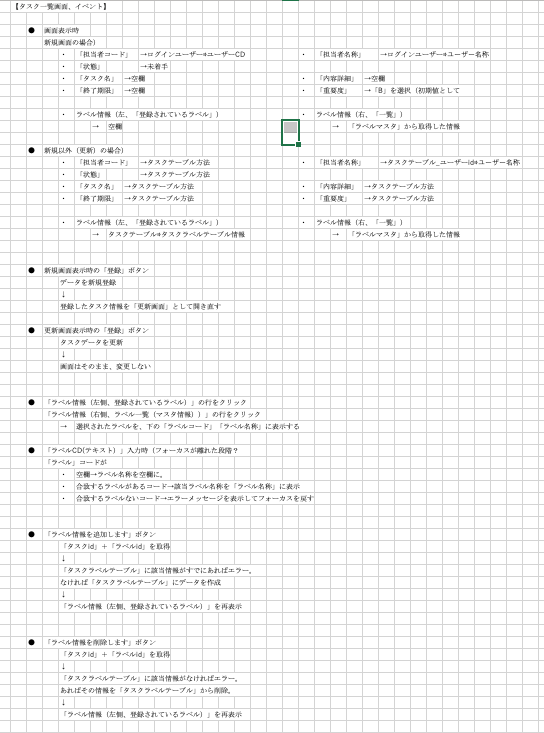 【タスク一覧画面、イベント】
● 画面表示時
新規画面の場合）
・ 「担当者コード」 →ログインユーザー⇒ユーザーCD ・ 「担当者名称」 →ログインユーザー⇒ユーザー名称
・ 「状態」 →未着手
・ 「タスク名」 →空欄 ・ 「内容詳細」 →空欄
・ 「終了期限」 →空欄 ・ 「重要度」 →「B」を選択（初期値として
・ ラベル情報（左、「登録されているラベル」） ・ ラベル情報（右、「一覧」）
→ 空欄 → 「ラベルマスタ」から取得した情報
● 新規以外（更新）の場合）
・ 「担当者コード」 →タスクテーブル方法 ・ 「担当者名称」 →タスクテーブル_ユーザーid⇒ユーザー名称
・ 「状態」 →タスクテーブル方法
・ 「タスク名」 →タスクテーブル方法 ・ 「内容詳細」 →タスクテーブル方法
・ 「終了期限」 →タスクテーブル方法 ・ 「重要度」 →タスクテーブル方法
・ ラベル情報（左、「登録されているラベル」） ・ ラベル情報（右、「一覧」）
→ タスクテーブル⇒タスクラベルテーブル情報 → 「ラベルマスタ」から取得した情報
● 新規画面表示時の「登録」ボタン
データを新規登録
↓
登録したタスク情報を「更新画面」として開き直す
● 更新画面表示時の「登録」ボタン
タスクデータを更新
↓
画面はそのまま、変更しない
● 「ラベル情報（左側、登録されているラベル）」の行をクリック
「ラベル情報（右側、ラベル一覧（マスタ情報））」の行をクリック
→ 選択されたラベルを、下の「ラベルコード」「ラベル名称」に表示する
● 「ラベルCD(テキスト)」入力時（フォーカスが離れた段階？
「ラベル」コードが
・ 空欄→ラベル名称を空欄に。
・ 合致するラベルがあるコード→該当ラベル名称を「ラベル名称」に表示
・ 合致するラベルないコード→エラーメッセージを表示してフォーカスを戻す
● 「ラベル情報を追加します」ボタン
「タスクid」＋「ラベルid」を取得
↓
「タスクラベルテーブル」に該当情報がすでにあればエラー。
なければ「タスクラベルテーブル」にデータを作成
↓
「ラベル情報（左側、登録されているラベル）」を再表示
● 「ラベル情報を削除します」ボタン
「タスクid」＋「ラベルid」を取得
↓
「タスクラベルテーブル」に該当情報がなければエラー。
あればその情報を「タスクラベルテーブル」から削除。
↓
「ラベル情報（左側、登録されているラベル）」を再表示